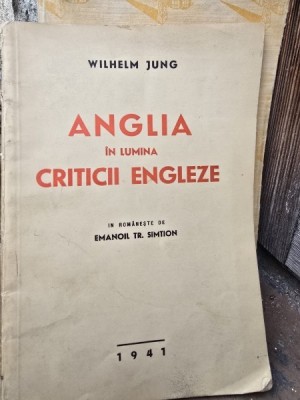 WILHELM JUNG
ANGLIA
ÎN LUMINA
CRITICII ENGLEZE
IN ROMÂNEȘTE DE
EMANOIL TR. SIMTION
1941